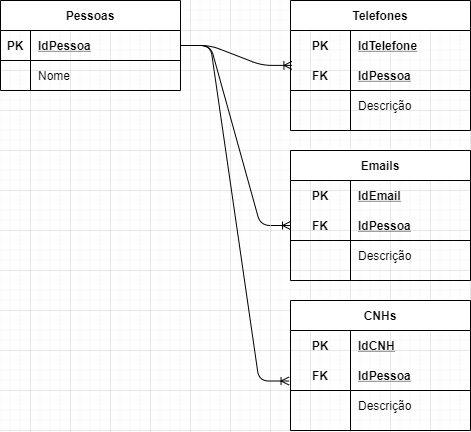 Pessoas
PK IdPessoa
Nome
Telefones
PK IdTelefone
FK IdPessoa
Descrição
Emails
PK IdEmail
FK IdPessoa
Descrição
CNHs
PK IdCNH
FK IdPessoa
Descrição